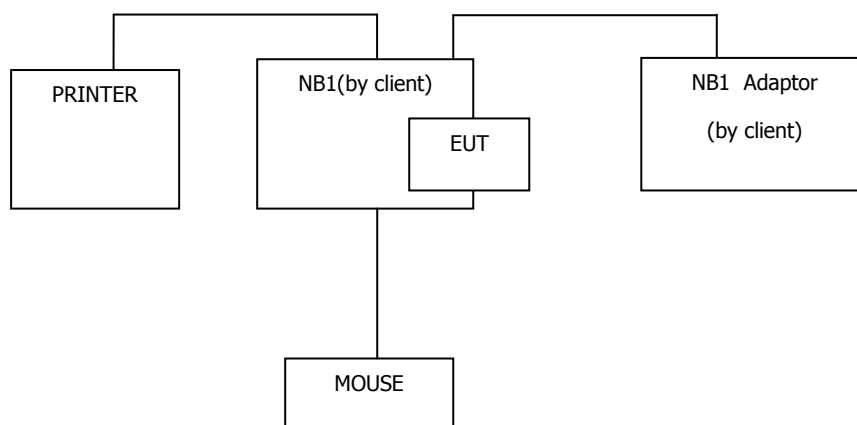 PRINTER
NB1(by client)
EUT
NB1 Adaptor
(by client)
MOUSE